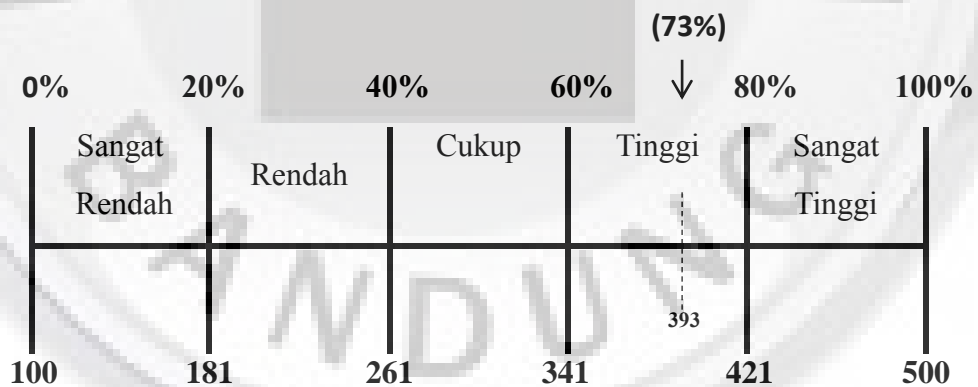 (73%)
0% 20% 40% 60% 80% 100%
Sangat Rendah
Rendah
Cukup
Tinggi
Sangat Tinggi
393
100 181 261 341 421 500
BANDUNG